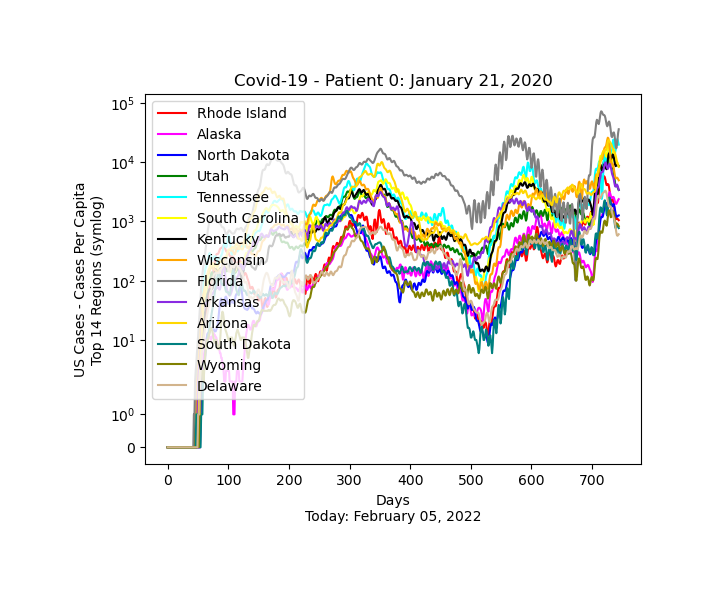 Covid-19 - Patient 0: January 21, 2020
US Cases - Cases Per Capita
Top 14 Regions (symlog)
10^5
10^4
10^3
10^2
10^1
10^0
0
Rhode Island
Alaska
North Dakota
Utah
Tennessee
South Carolina
Kentucky
Wisconsin
Florida
Arkansas
Arizona
South Dakota
Wyoming
Delaware
0 100 200 300 400 500 600 700
Days
Today: February 05, 2022